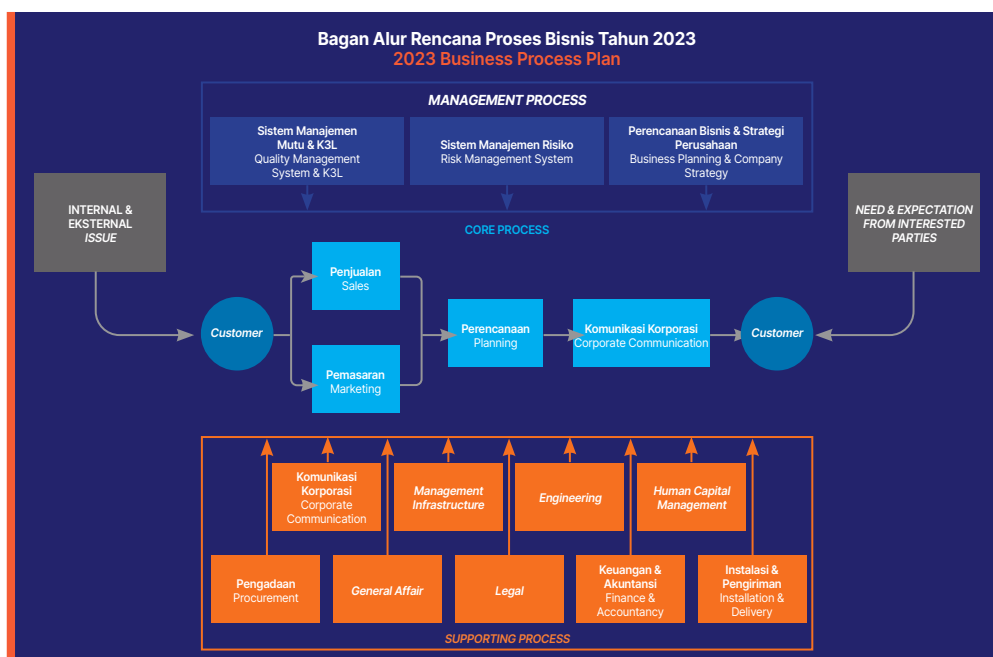 Bagan Alur Rencana Proses Bisnis Tahun 2023
2023 Business Process Plan
MANAGEMENT PROCESS
Sistem Manajemen
Mutu & K3L
Quality Management
System & K3L
Sistem Manajemen Risiko
Risk Management System
Perencanaan Bisnis & Strategi
Perusahaan
Business Planning & Company
Strategy
INTERNAL &
EKSTERNAL
ISSUE
NEED & EXPECTATION
FROM INTERESTED
PARTIES
CORE PROCESS
Customer
Penjualan
Sales
Pemasaran
Marketing
Perencanaan
Planning
Komunikasi Korporasi
Corporate Communication
Customer
Komunikasi
Korporasi
Corporate
Communication
Management
Infrastructure
Engineering
Human Capital
Management
Pengadaan
Procurement
General Affair
Legal
Keuangan &
Akuntansi
Finance &
Accountancy
Instalasi &
Pengiriman
Installation &
Delivery
SUPPORTING PROCESS